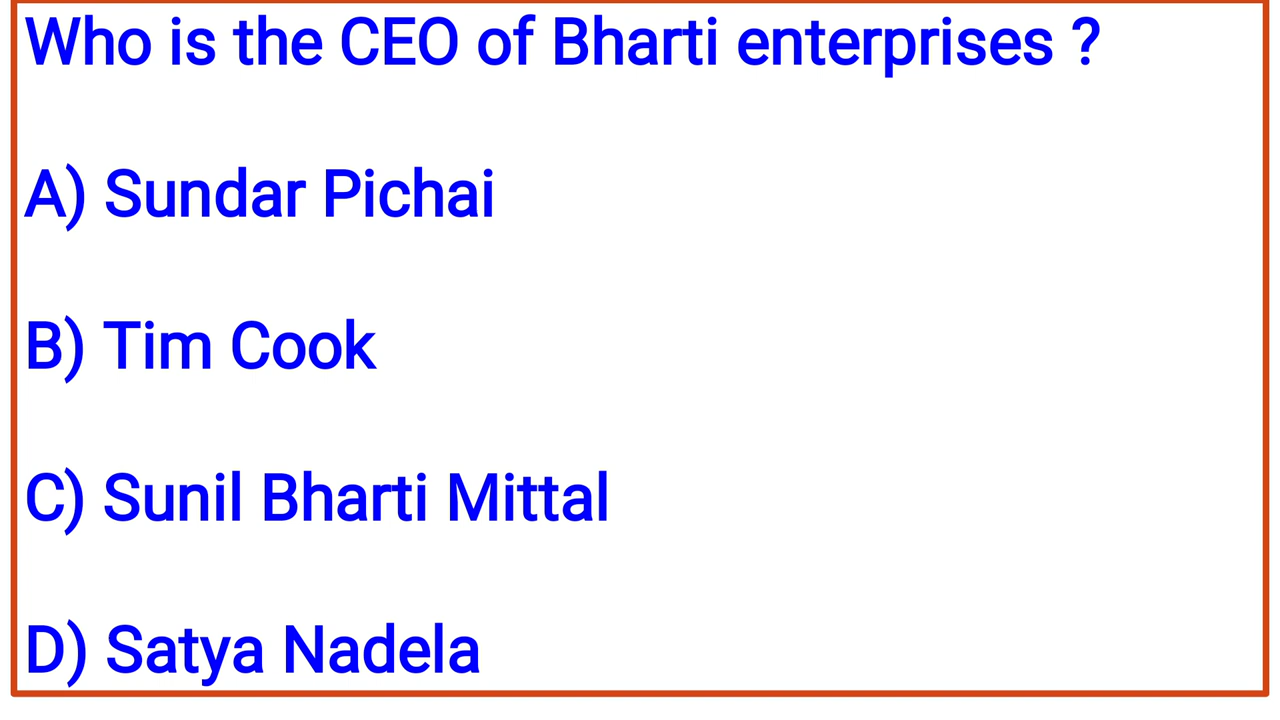 Who is the CEO of Bharti enterprises ?
A) Sundar Pichai
B) Tim Cook
C) Sunil Bharti Mittal
D) Satya Nadela